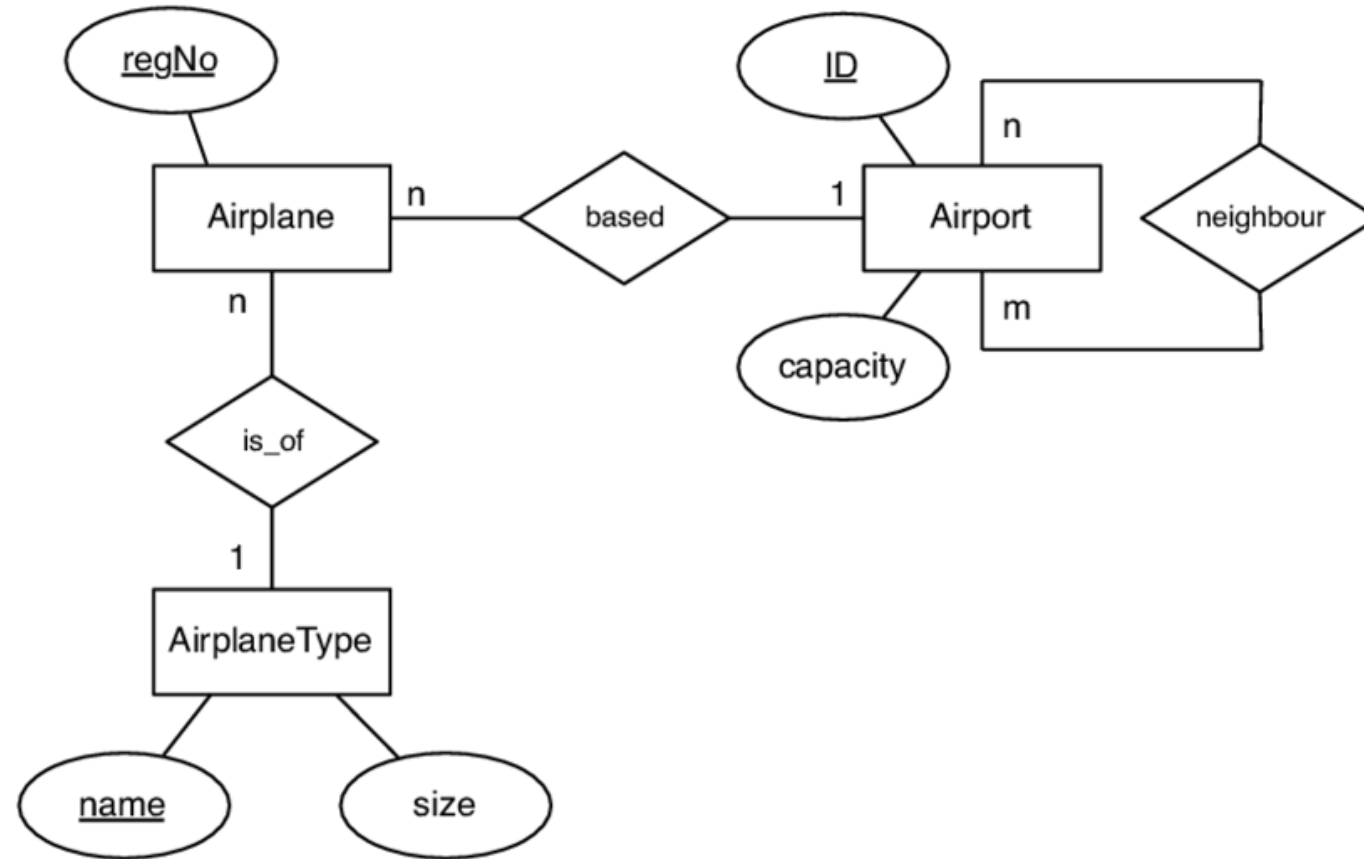 regNo
ID
n
Airplane
n
based
1
Airport
neighbour
n
m
capacity
is_of
1
AirplaneType
name
size